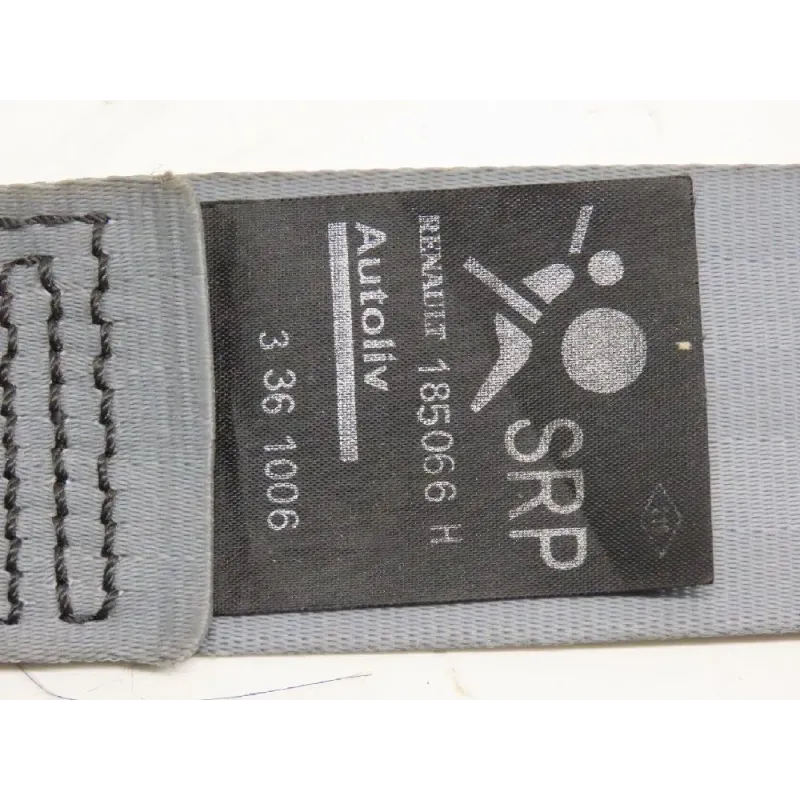 SRP
RENAULT 185066 H
Autoliv
3 36 1006